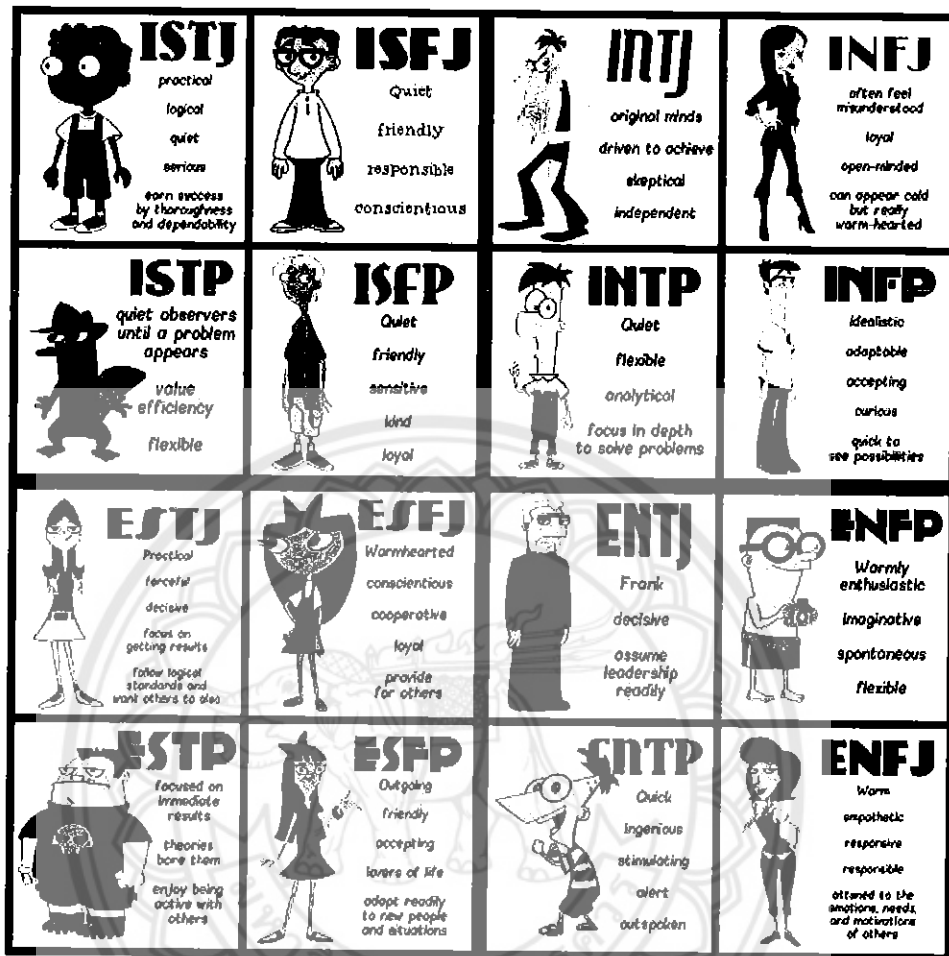 ISTJ
practical
logical
quiet
serious
earn success
by thoroughness
and dependability
ISFJ
Quiet
friendly
responsible
conscientious
INTJ
original minds
driven to achieve
skeptical
independent
INFJ
often feel
misunderstood
loyal
open-minded
can appear cold
but really
warm-hearted
ISTP
quiet observers
until a problem
appears
value
efficiency
flexible
ISFP
Quiet
friendly
sensitive
kind
loyal
INTP
Quiet
flexible
analytical
focus in depth
to solve problems
INFP
Idealistic
adaptable
accepting
curious
quick to
see possibilities
ESTJ
Practical
forceful
decisive
focus on
getting results
follow logical
standards and
want others to also
ESFJ
Warmhearted
conscientious
cooperative
loyal
provide
for others
ENTJ
Frank
decisive
assume
leadership
readily
ENFP
Warmly
enthusiastic
imaginative
spontaneous
flexible
ESTP
focused on
immediate
results
theories
bore them
enjoy being
active with
others
ESFP
Outgoing
friendly
accepting
lovers of life
adapt readily
to new people
and situations
ENTP
Quick
ingenious
stimulating
alert
outspoken
ENFJ
Warm
empathetic
responsive
responsible
attuned to the
emotions, needs,
and motivations
of others